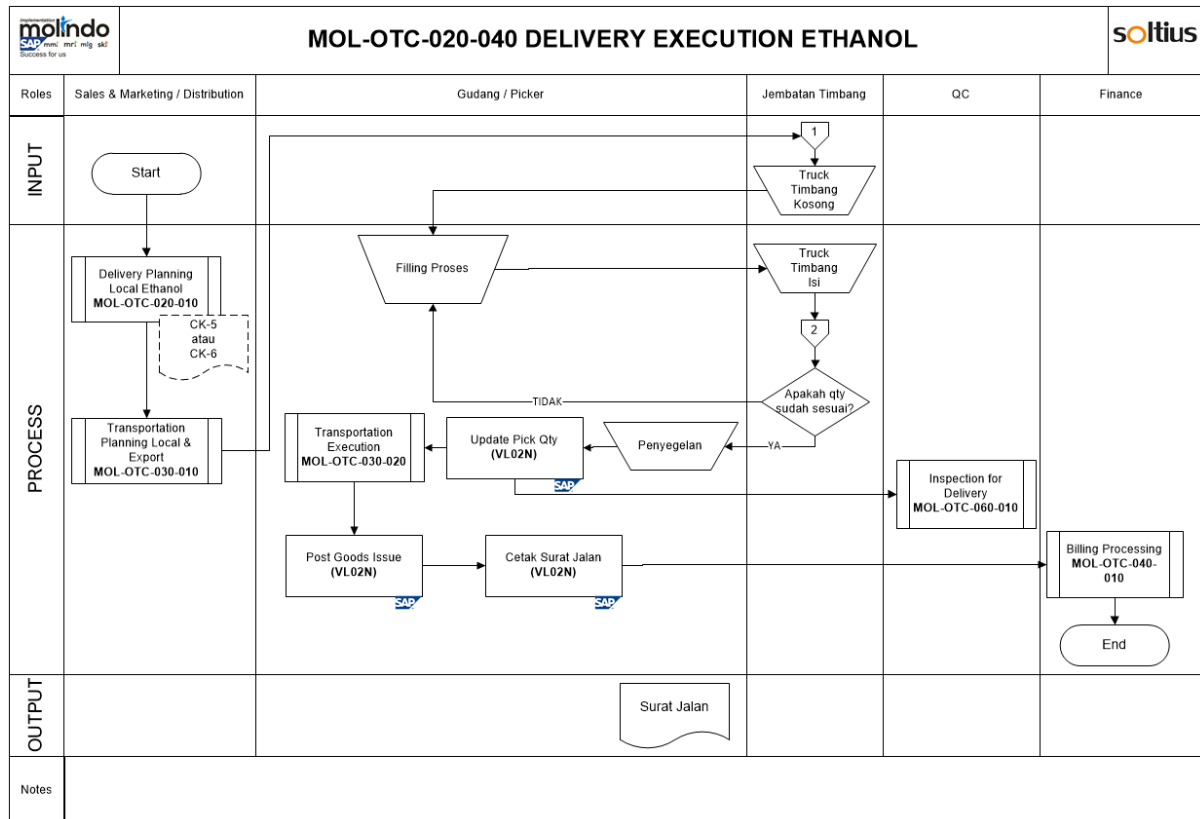 Implementation
molindo
SAP mmi mri mlg skl
Success for us
MOL-OTC-020-040 DELIVERY EXECUTION ETHANOL
soltius
Roles
Sales & Marketing / Distribution
Gudang / Picker
Jembatan Timbang
QC
Finance
INPUT
Start
1
Truck
Timbang
Kosong
PROCESS
Delivery Planning
Local Ethanol
MOL-OTC-020-010
CK-5
atau
CK-6
Transportation
Planning Local &
Export
MOL-OTC-030-010
Filling Proses
Truck
Timbang
Isi
2
Apakah qty
sudah sesuai?
TIDAK
YA
Penyegelan
Update Pick Qty
(VL02N)
SAP
Transportation
Execution
MOL-OTC-030-020
Inspection for
Delivery
MOL-OTC-060-010
Post Goods Issue
(VL02N)
SAP
Cetak Surat Jalan
(VL02N)
SAP
Billing Processing
MOL-OTC-040-
010
End
OUTPUT
Surat Jalan
Notes